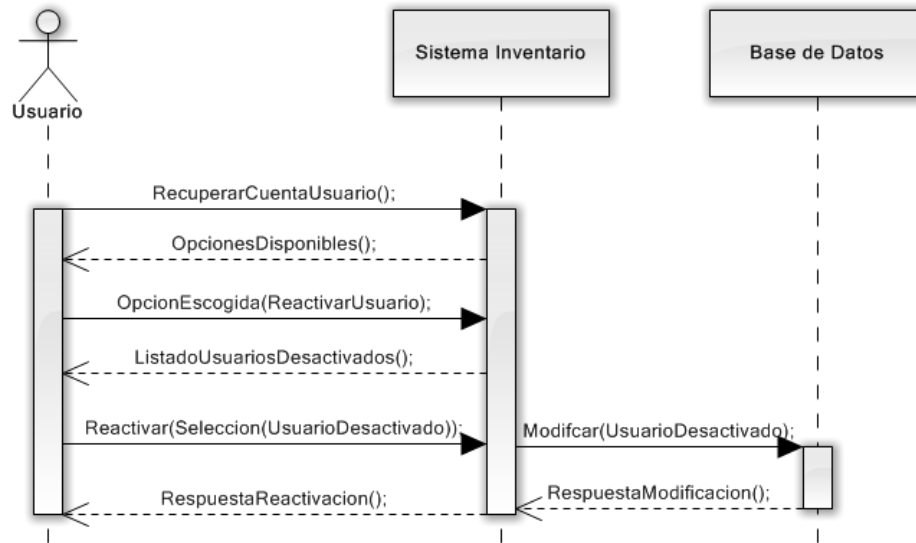 Usuario
Sistema Inventario
Base de Datos
RecuperarCuentaUsuario();
OpcionesDisponibles();
OpcionEscogida(ReactivarUsuario);
ListadoUsuariosDesactivados();
Reactivar(Seleccion(UsuarioDesactivado));
Modifcar(UsuarioDesactivado);
RespuestaModificacion();
RespuestaReactivacion();